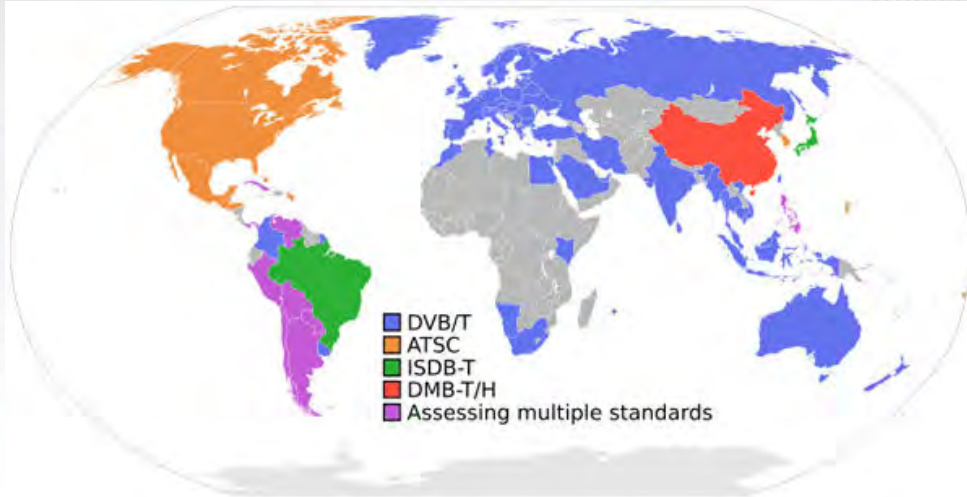 DVB/T
ATSC
ISDB-T
DMB-T/H
Assessing multiple standards